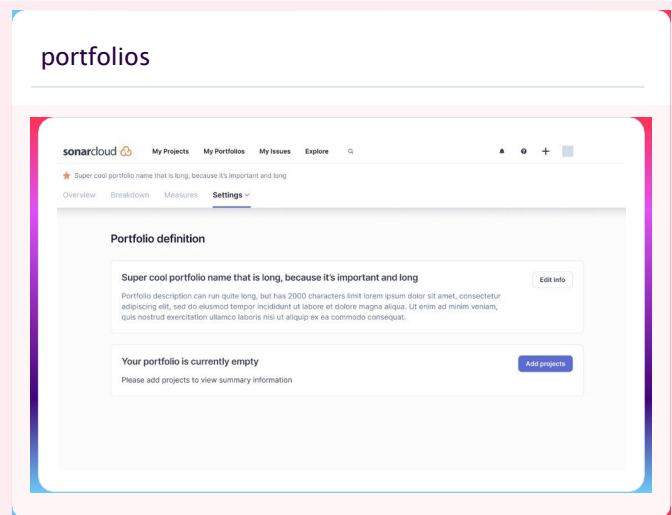 portfolios
sonarcloud My Projects My Portfolios My Issues Explore
Super cool portfolio name that is long, because it's important and long
Overview Breakdown Measures Settings
Portfolio definition
Super cool portfolio name that is long, because it's important and long
Edit info
Portfolio description can run quite long, but has 2000 characters limit lorem ipsum dolor sit amet, consectetur
adipiscing elit, sed do eiusmod tempor incididunt ut labore et dolore magna aliqua. Ut enim ad minim veniam,
quis nostrud exercitation ullamco laboris nisi ut aliquip ex ea commodo consequat.
Your portfolio is currently empty
Add projects
Please add projects to view summary information